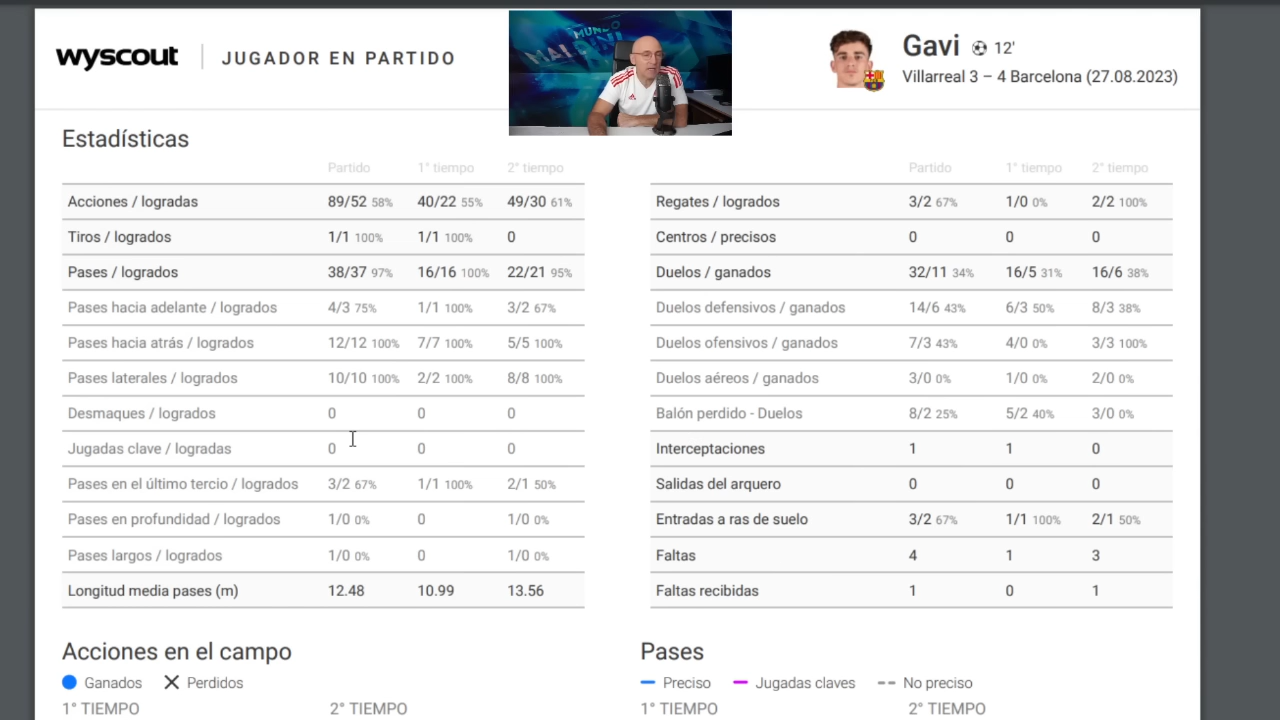 wyscout
JUGADOR EN PARTIDO
MUNDO
MALDINI
Gavi 12'
Villarreal 3 – 4 Barcelona (27.08.2023)
Estadísticas
Partido 1° tiempo 2° tiempo
Acciones / logradas 89/52 58% 40/22 55% 49/30 61%
Tiros / logrados 1/1 100% 1/1 100% 0
Pases / logrados 38/37 97% 16/16 100% 22/21 95%
Pases hacia adelante / logrados 4/3 75% 1/1 100% 3/2 67%
Pases hacia atrás / logrados 12/12 100% 7/7 100% 5/5 100%
Pases laterales / logrados 10/10 100% 2/2 100% 8/8 100%
Desmaques / logrados 0 0 0
Jugadas clave / logradas 0 0 0
Pases en el último tercio / logrados 3/2 67% 1/1 100% 2/1 50%
Pases en profundidad / logrados 1/0 0% 0 1/0 0%
Pases largos / logrados 1/0 0% 0 1/0 0%
Longitud media pases (m) 12.48 10.99 13.56
Partido 1° tiempo 2° tiempo
Regates / logrados 3/2 67% 1/0 0% 2/2 100%
Centros / precisos 0 0 0
Duelos / ganados 32/11 34% 16/5 31% 16/6 38%
Duelos defensivos / ganados 14/6 43% 6/3 50% 8/3 38%
Duelos ofensivos / ganados 7/3 43% 4/0 0% 3/3 100%
Duelos aéreos / ganados 3/0 0% 1/0 0% 2/0 0%
Balón perdido - Duelos 8/2 25% 5/2 40% 3/0 0%
Interceptaciones 1 1 0
Salidas del arquero 0 0 0
Entradas a ras de suelo 3/2 67% 1/1 100% 2/1 50%
Faltas 4 1 3
Faltas recibidas 1 0 1
Acciones en el campo
Ganados Perdidos
1° TIEMPO 2° TIEMPO
Pases
Preciso Jugadas claves No preciso
1° TIEMPO 2° TIEMPO